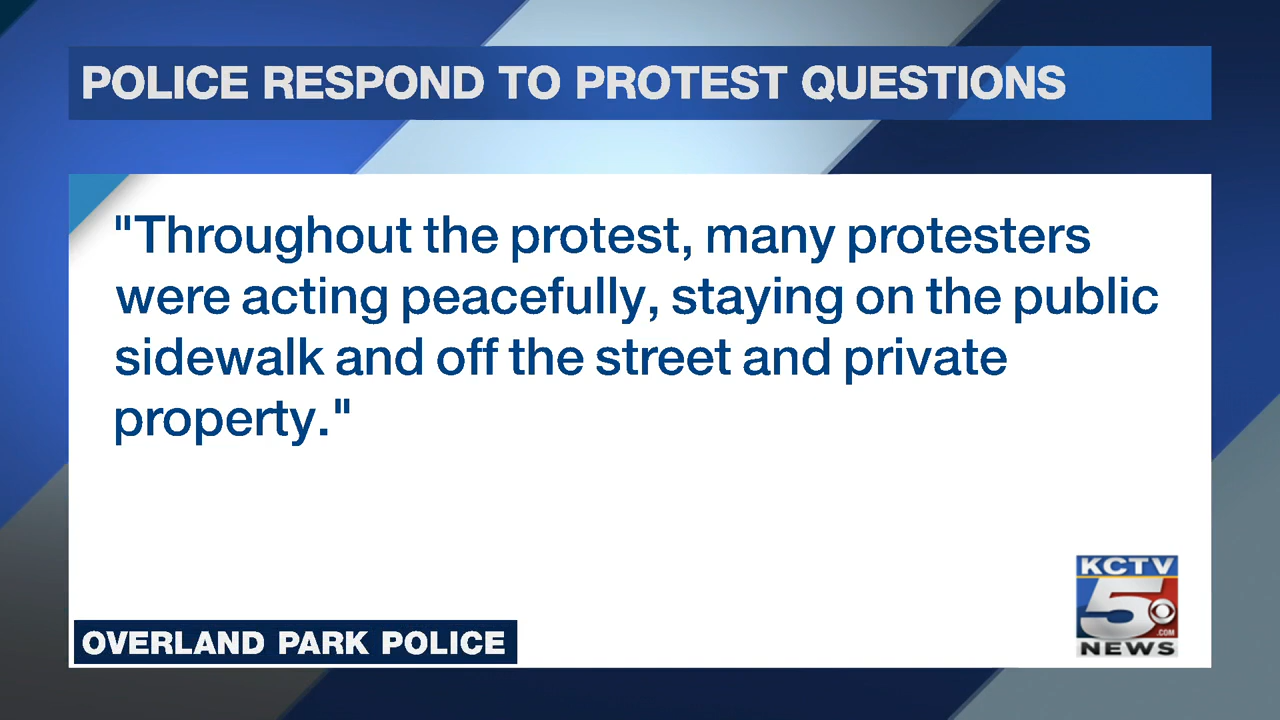 POLICE RESPOND TO PROTEST QUESTIONS
"Throughout the protest, many protesters
were acting peacefully, staying on the public
sidewalk and off the street and private
property."
OVERLAND PARK POLICE
KCTV
5
.COM
NEWS